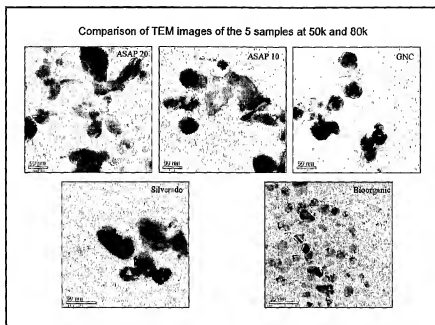 Comparison of TEM images of the 5 samples at 50k and 80k
ASAP 20
ASAP 10
GNC
50 nm
50 nm
50 nm
Silverado
Bioorganic
50 nm